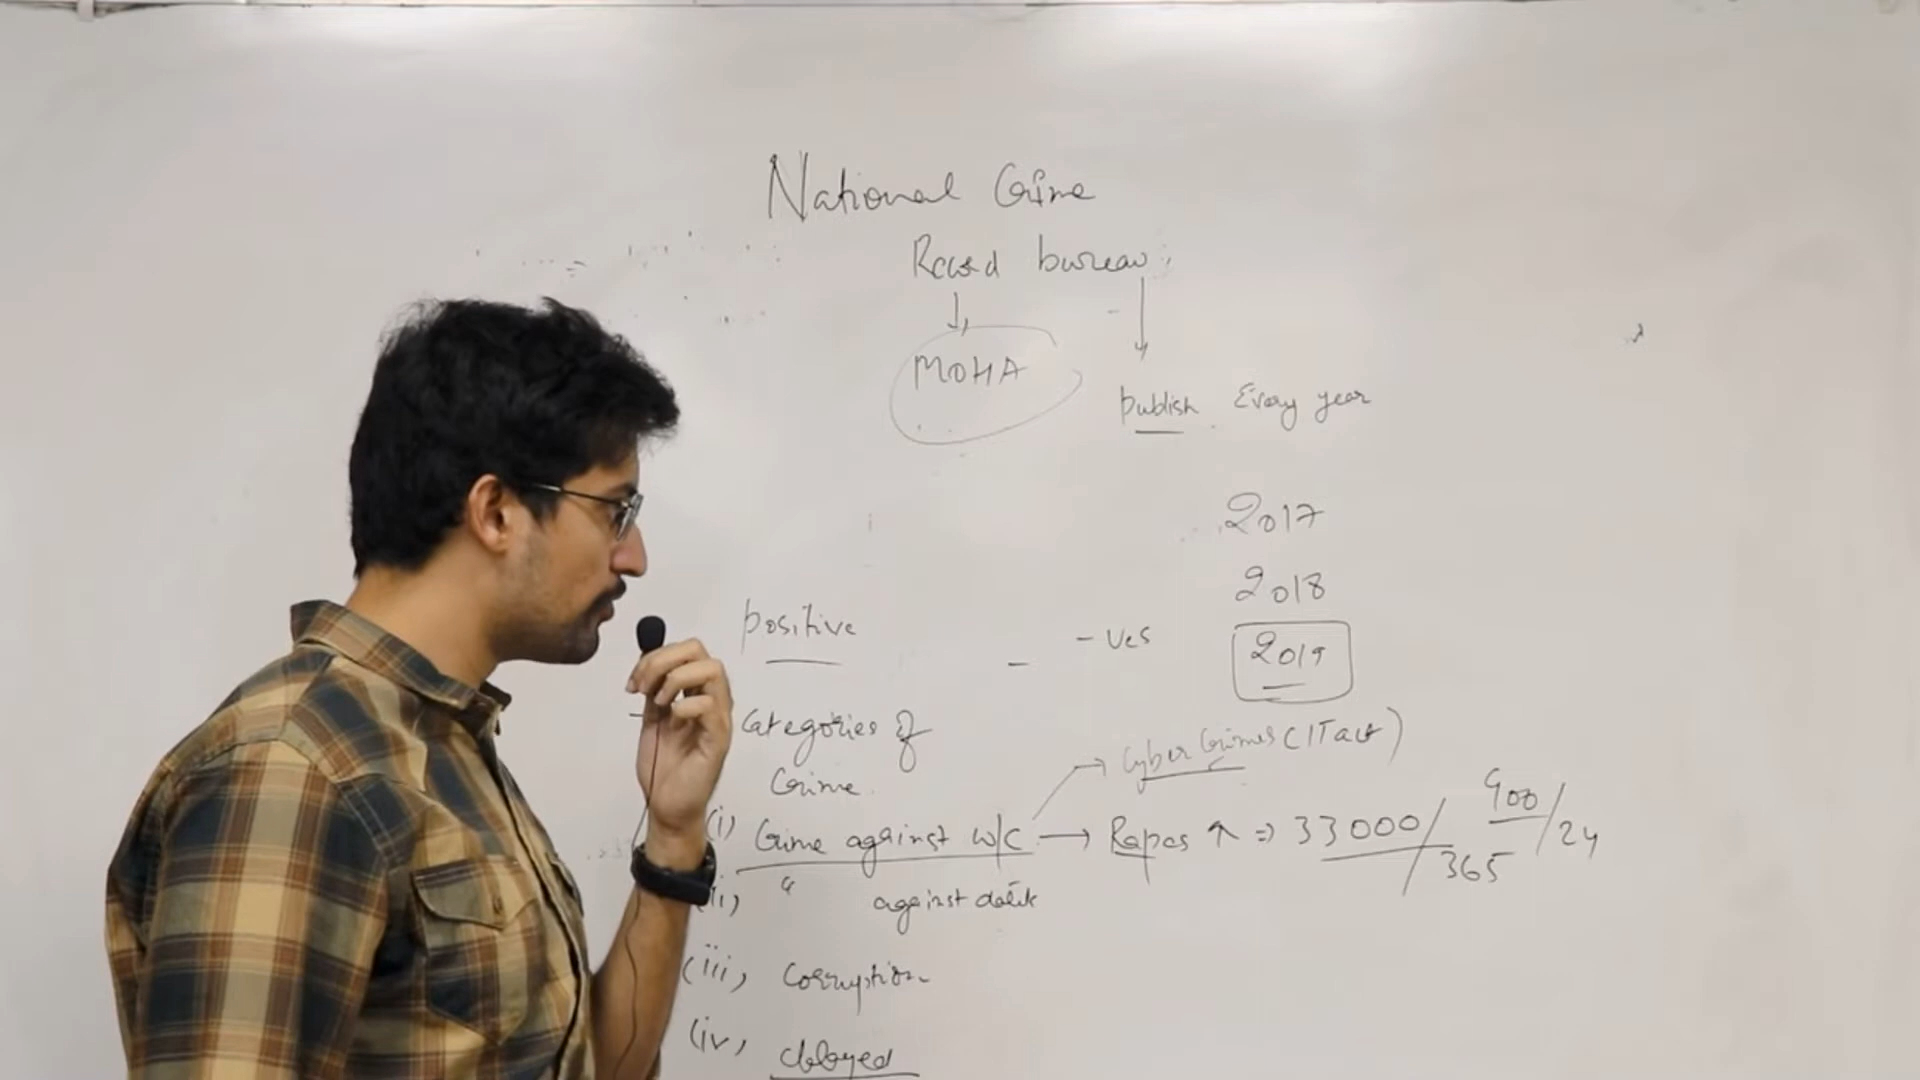 National Crime
Record bureau
MOHA
publish Every year
2017
2018
2019
positive
- ves
Categories of
Crime
Cyber Crimes (IT act)
(i) Crime against w/c → Rapes ↑ ⇒ 33000/365 900/24
(ii) " against dalit
(iii) Corruption
(iv) delayed